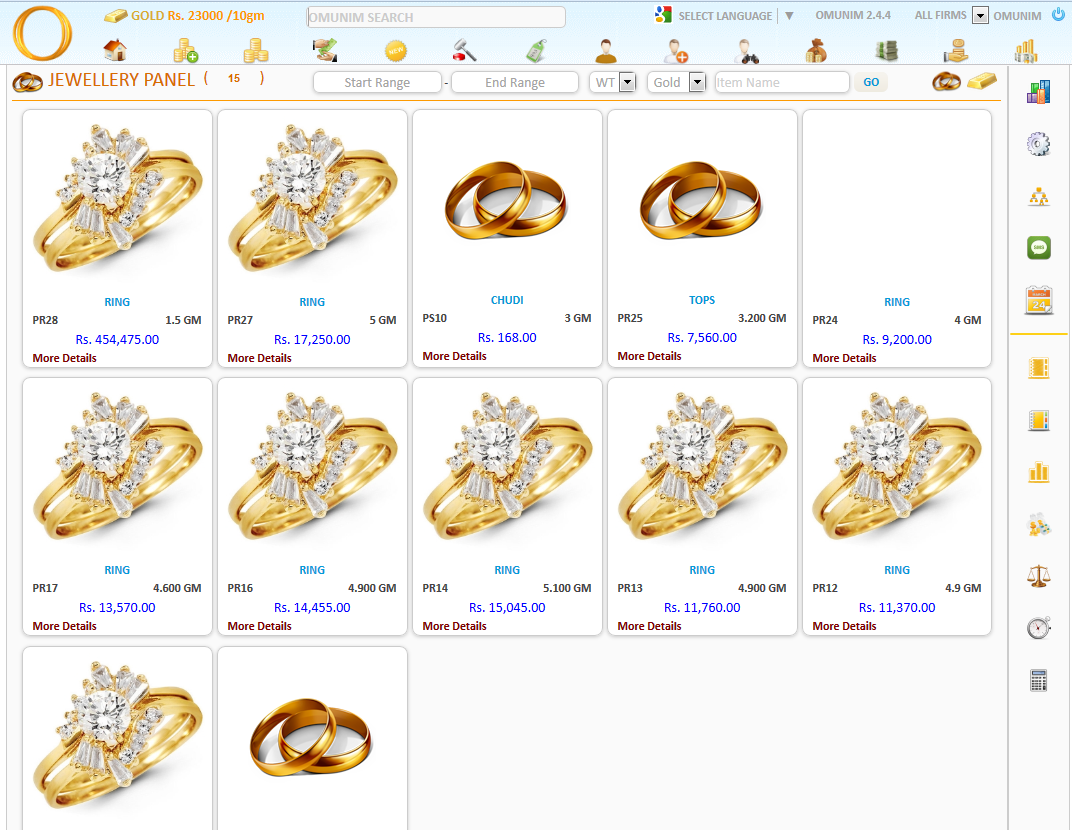 GOLD Rs. 23000 /10gm
OMUNIM SEARCH
SELECT LANGUAGE
OMUNIM 2.4.4
ALL FIRMS
OMUNIM
NEW
JEWELLERY PANEL ( 15 )
Start Range - End Range WT Gold Item Name GO
RING RING CHUDI TOPS RING
PR28 1.5 GM PR27 5 GM PS10 3 GM PR25 3.200 GM PR24 4 GM
Rs. 454,475.00 Rs. 17,250.00 Rs. 168.00 Rs. 7,560.00 Rs. 9,200.00
More Details More Details More Details More Details More Details
RING RING RING RING RING
PR17 4.600 GM PR16 4.900 GM PR14 5.100 GM PR13 4.900 GM PR12 4.9 GM
Rs. 13,570.00 Rs. 14,455.00 Rs. 15,045.00 Rs. 11,760.00 Rs. 11,370.00
More Details More Details More Details More Details More Details
SMS
24